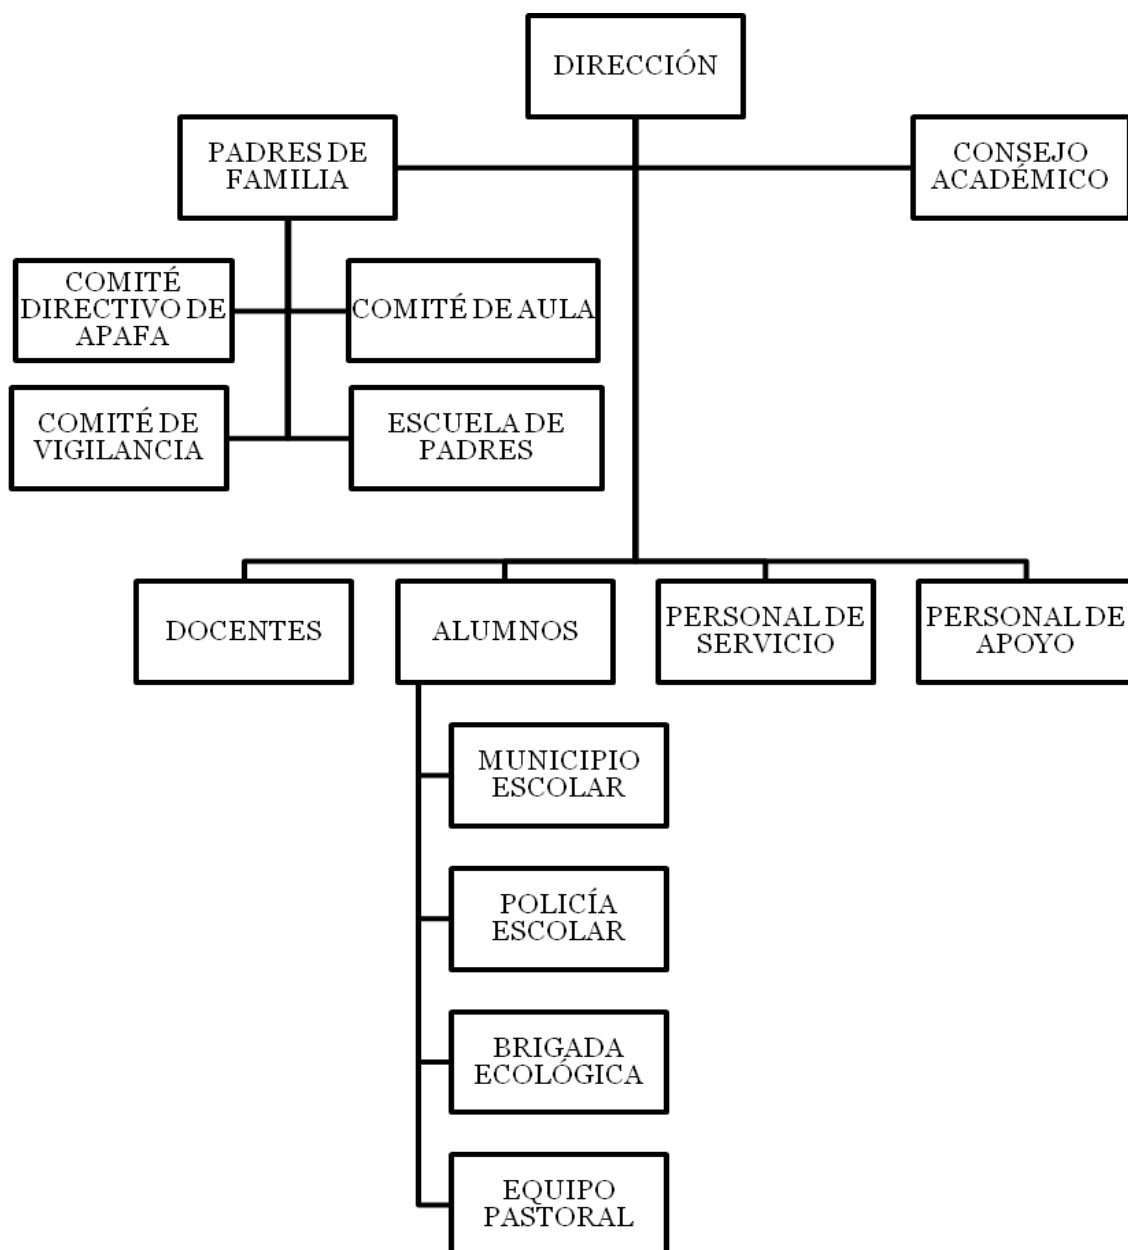 DIRECCIÓN
PADRES DE
FAMILIA
CONSEJO
ACADÉMICO
COMITÉ
DIRECTIVO DE
APAFA
COMITÉ DE AULA
COMITÉ DE
VIGILANCIA
ESCUELA DE
PADRES
DOCENTES
ALUMNOS
PERSONAL DE
SERVICIO
PERSONAL DE
APOYO
MUNICIPIO
ESCOLAR
POLICÍA
ESCOLAR
BRIGADA
ECOLÓGICA
EQUIPO
PASTORAL